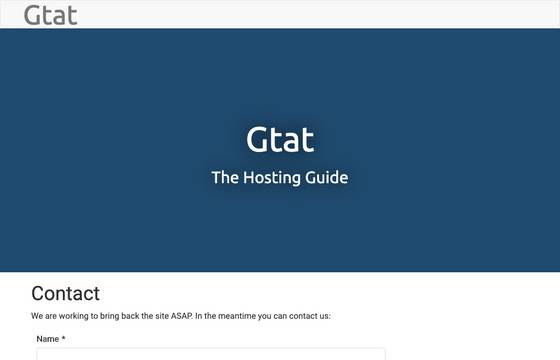 Gtat
Gtat
The Hosting Guide
Contact
We are working to bring back the site ASAP. In the meantime you can contact us:
Name *